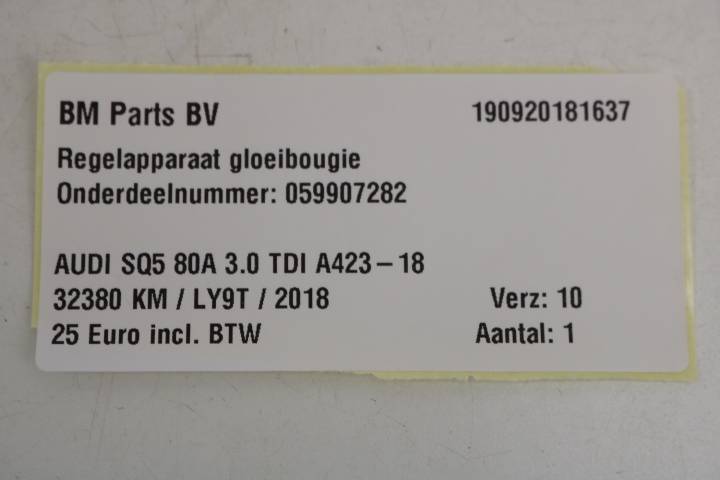 BM Parts BV 190920181637
Regelapparaat gloeibougie
Onderdeelnummer: 059907282
AUDI SQ5 80A 3.0 TDI A423-18
32380 KM / LY9T / 2018 Verz: 10
25 Euro incl. BTW Aantal: 1